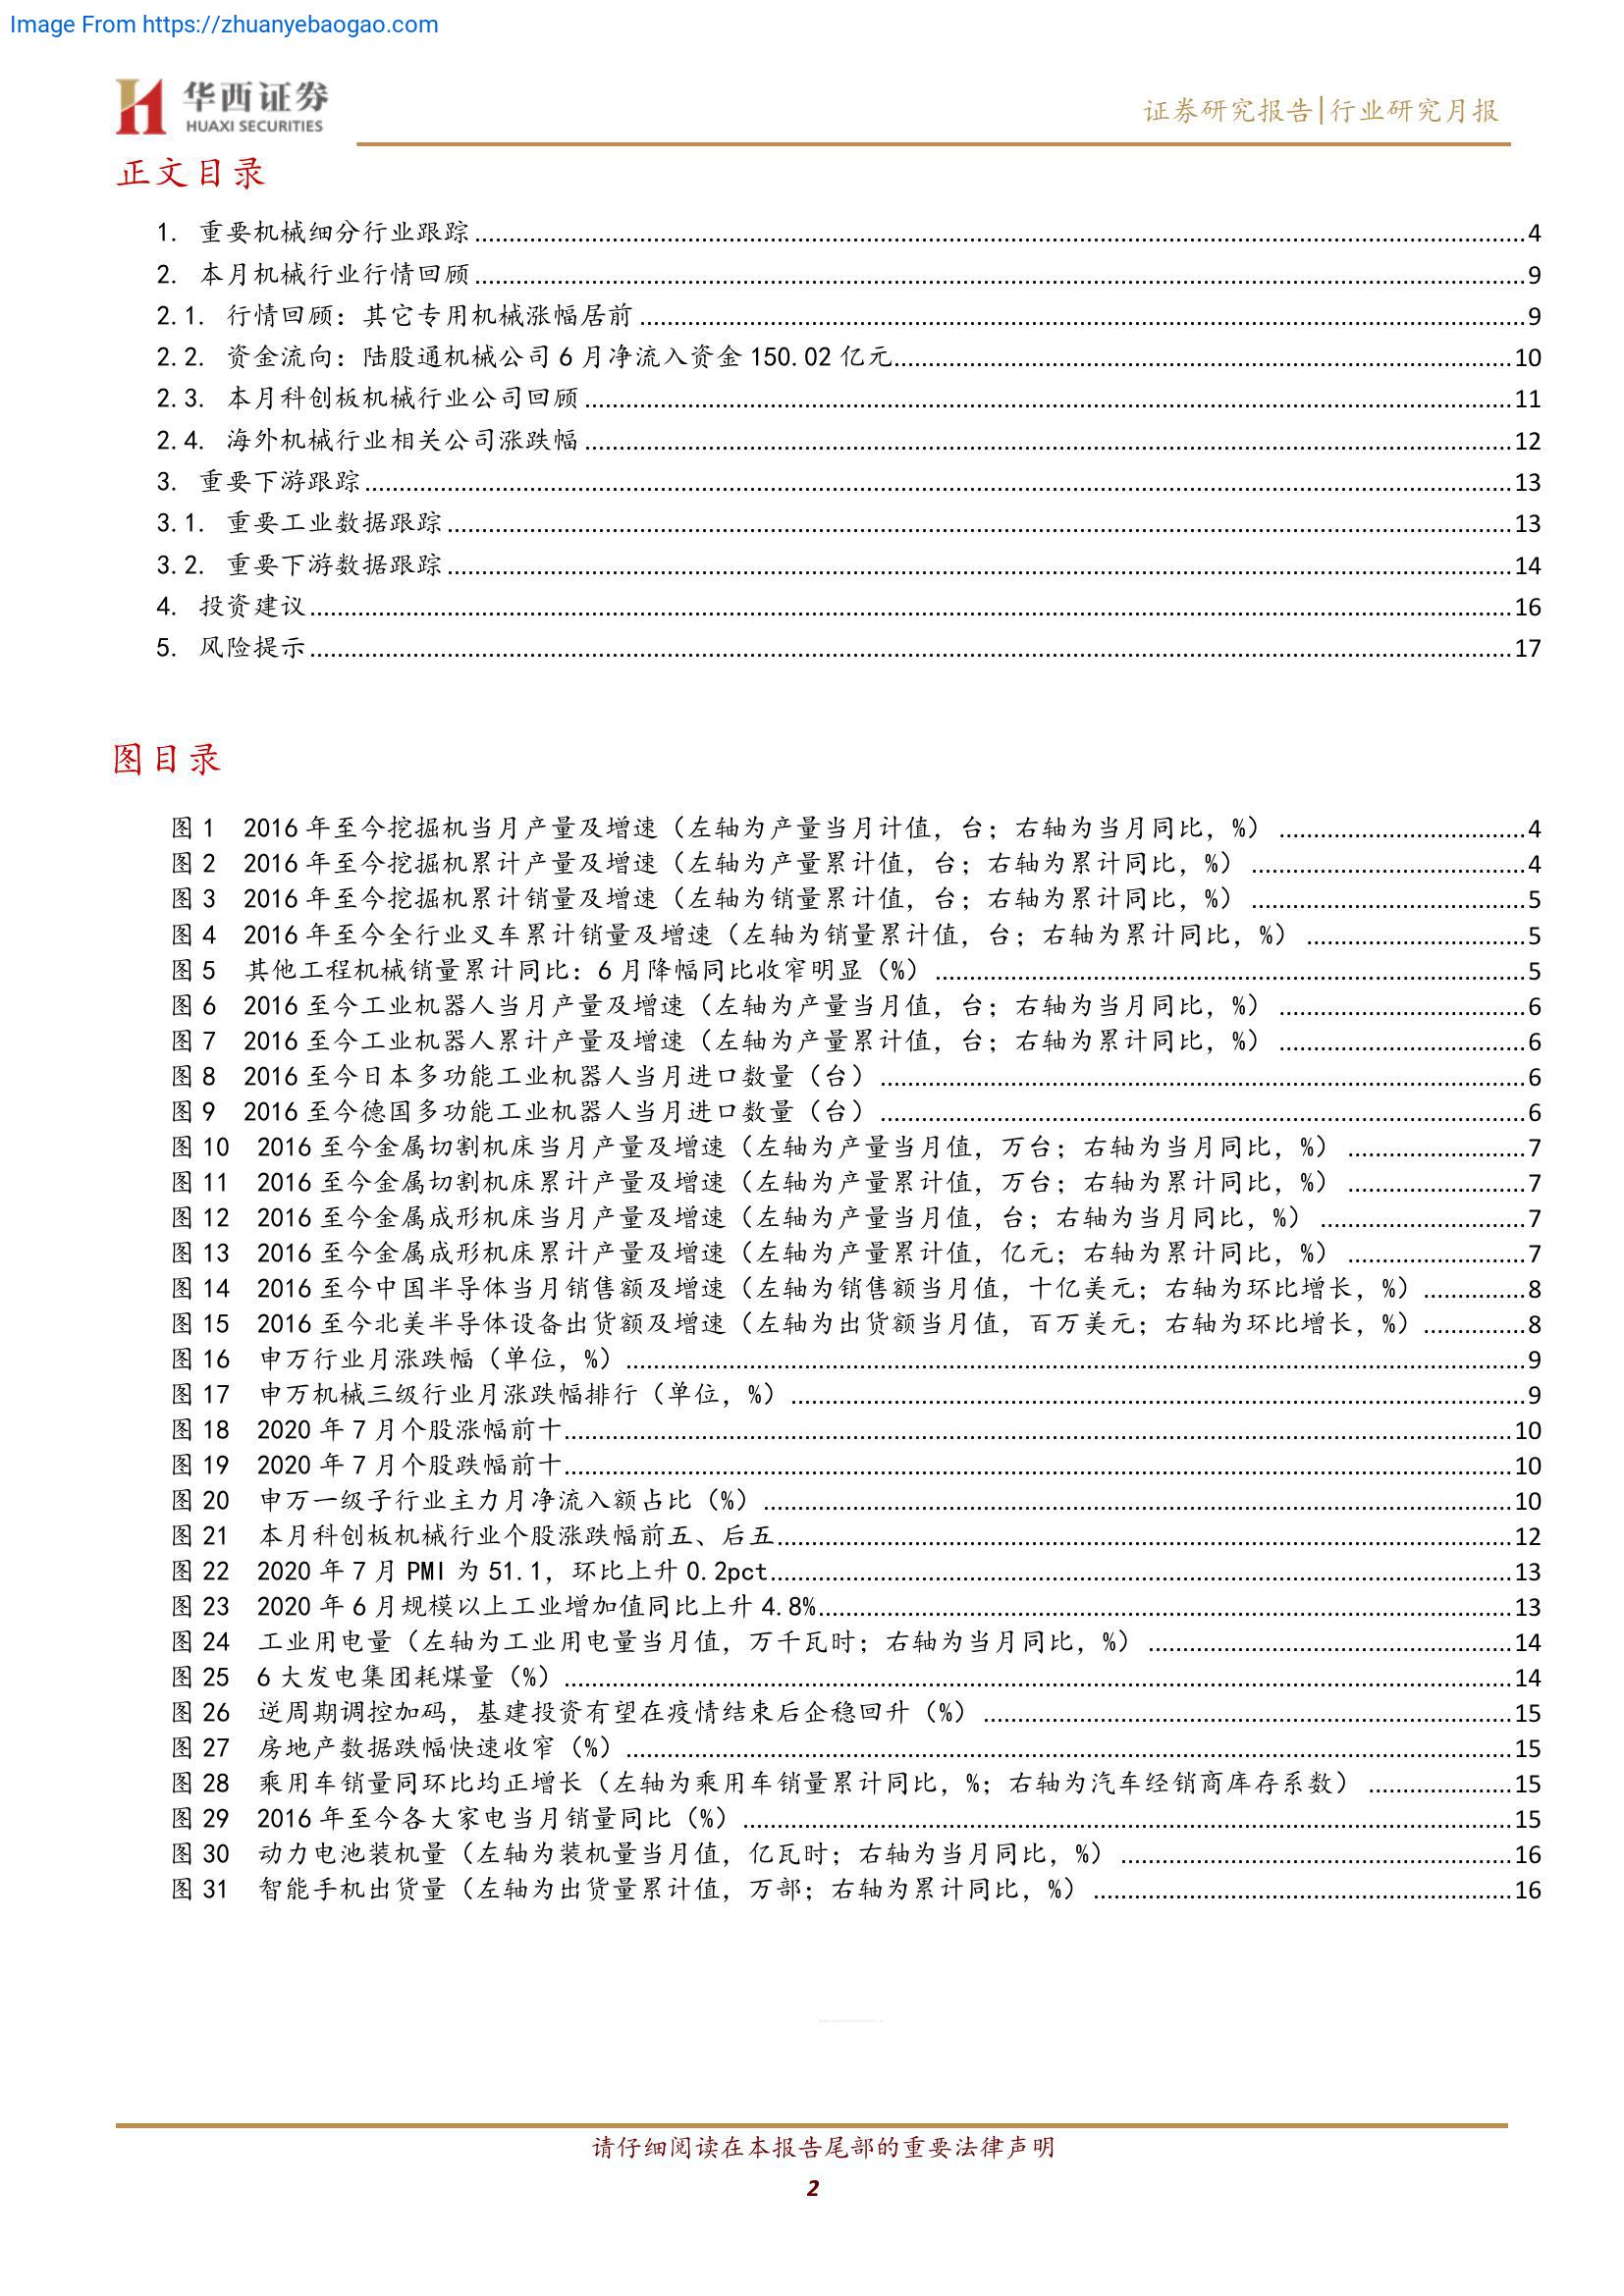 Image From https://zhuanyebaogao.com
华西证券
HUAXI SECURITIES
证券研究报告|行业研究月报
正文目录
1. 重要机械细分行业跟踪 4
2. 本月机械行业行情回顾 9
2.1. 行情回顾：其它专用机械涨幅居前 9
2.2. 资金流向：陆股通机械公司 6 月净流入资金 150.02 亿元 10
2.3. 本月科创板机械行业公司回顾 11
2.4. 海外机械行业相关公司涨跌幅 12
3. 重要下游跟踪 13
3.1. 重要工业数据跟踪 13
3.2. 重要下游数据跟踪 14
4. 投资建议 16
5. 风险提示 17
图目录
图 1 2016 年至今挖掘机当月产量及增速（左轴为产量当月计值，台；右轴为当月同比，%） 4
图 2 2016 年至今挖掘机累计产量及增速（左轴为产量累计值，台；右轴为累计同比，%） 4
图 3 2016 年至今挖掘机累计销量及增速（左轴为销量累计值，台；右轴为累计同比，%） 5
图 4 2016 年至今全行业叉车累计销量及增速（左轴为销量累计值，台；右轴为累计同比，%） 5
图 5 其他工程机械销量累计同比：6 月降幅同比收窄明显（%） 5
图 6 2016 至今工业机器人当月产量及增速（左轴为产量当月值，台；右轴为当月同比，%） 6
图 7 2016 至今工业机器人累计产量及增速（左轴为产量累计值，台；右轴为累计同比，%） 6
图 8 2016 至今日本多功能工业机器人当月进口数量（台） 6
图 9 2016 至今德国多功能工业机器人当月进口数量（台） 6
图 10 2016 至今金属切割机床当月产量及增速（左轴为产量当月值，万台；右轴为当月同比，%） 7
图 11 2016 至今金属切割机床累计产量及增速（左轴为产量累计值，万台；右轴为累计同比，%） 7
图 12 2016 至今金属成形机床当月产量及增速（左轴为产量当月值，台；右轴为当月同比，%） 7
图 13 2016 至今金属成形机床累计产量及增速（左轴为产量累计值，亿元；右轴为累计同比，%） 7
图 14 2016 至今中国半导体当月销售额及增速（左轴为销售额当月值，十亿美元；右轴为环比增长，%） 8
图 15 2016 至今北美半导体设备出货额及增速（左轴为出货额当月值，百万美元；右轴为环比增长，%） 8
图 16 申万行业月涨跌幅（单位，%） 9
图 17 申万机械三级行业月涨跌幅排行（单位，%） 9
图 18 2020 年 7 月个股涨幅前十 10
图 19 2020 年 7 月个股跌幅前十 10
图 20 申万一级子行业主力月净流入额占比（%） 10
图 21 本月科创板机械行业个股涨跌幅前五、后五 12
图 22 2020 年 7 月 PMI 为 51.1，环比上升 0.2pct 13
图 23 2020 年 6 月规模以上工业增加值同比上升 4.8% 13
图 24 工业用电量（左轴为工业用电量当月值，万千瓦时；右轴为当月同比，%） 14
图 25 6 大发电集团耗煤量（%） 14
图 26 逆周期调控加码，基建投资有望在疫情结束后企稳回升（%） 15
图 27 房地产数据跌幅快速收窄（%） 15
图 28 乘用车销量同环比均正增长（左轴为乘用车销量累计同比，%；右轴为汽车经销商库存系数） 15
图 29 2016 年至今各大家电当月销量同比（%） 15
图 30 动力电池装机量（左轴为装机量当月值，亿瓦时；右轴为当月同比，%） 16
图 31 智能手机出货量（左轴为出货量累计值，万部；右轴为累计同比，%） 16
请仔细阅读在本报告尾部的重要法律声明
2